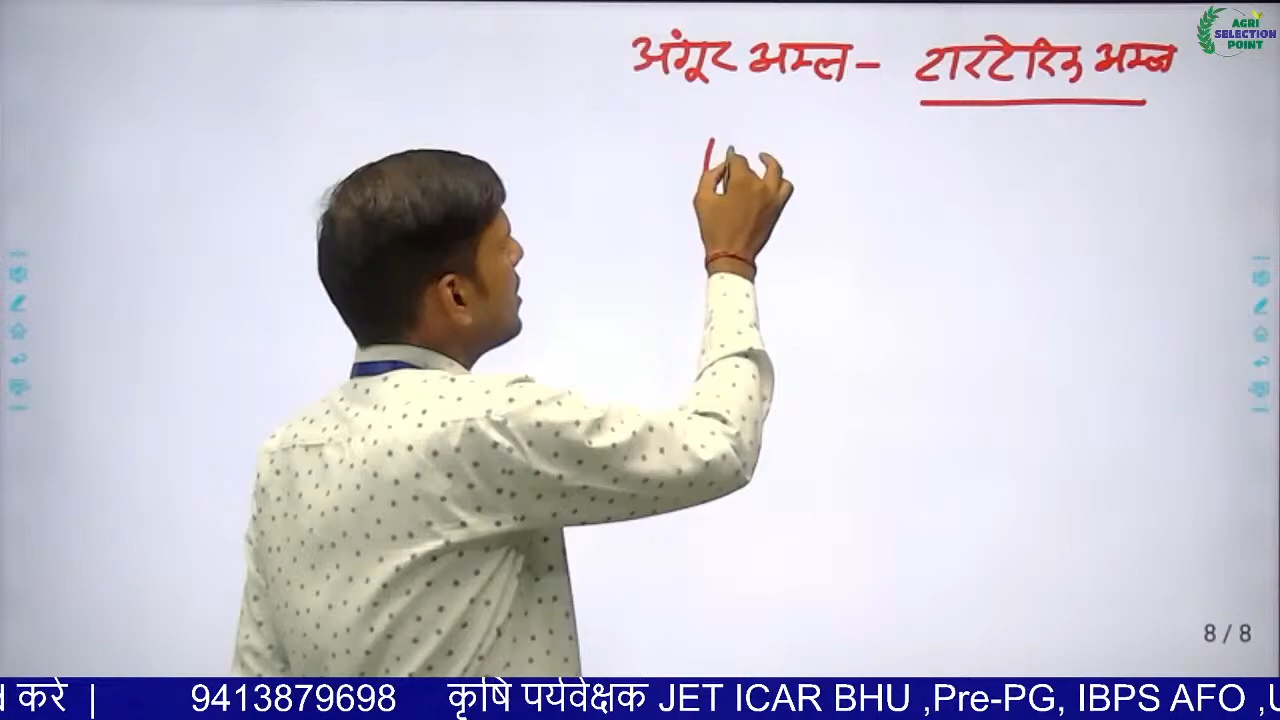 AGRI
SELECTION
POINT
अंगूर अम्ल - टारटेरिक अम्ल
8 / 8
करे | 9413879698 कृषि पर्यवेक्षक JET ICAR BHU ,Pre-PG, IBPS AFO ,U